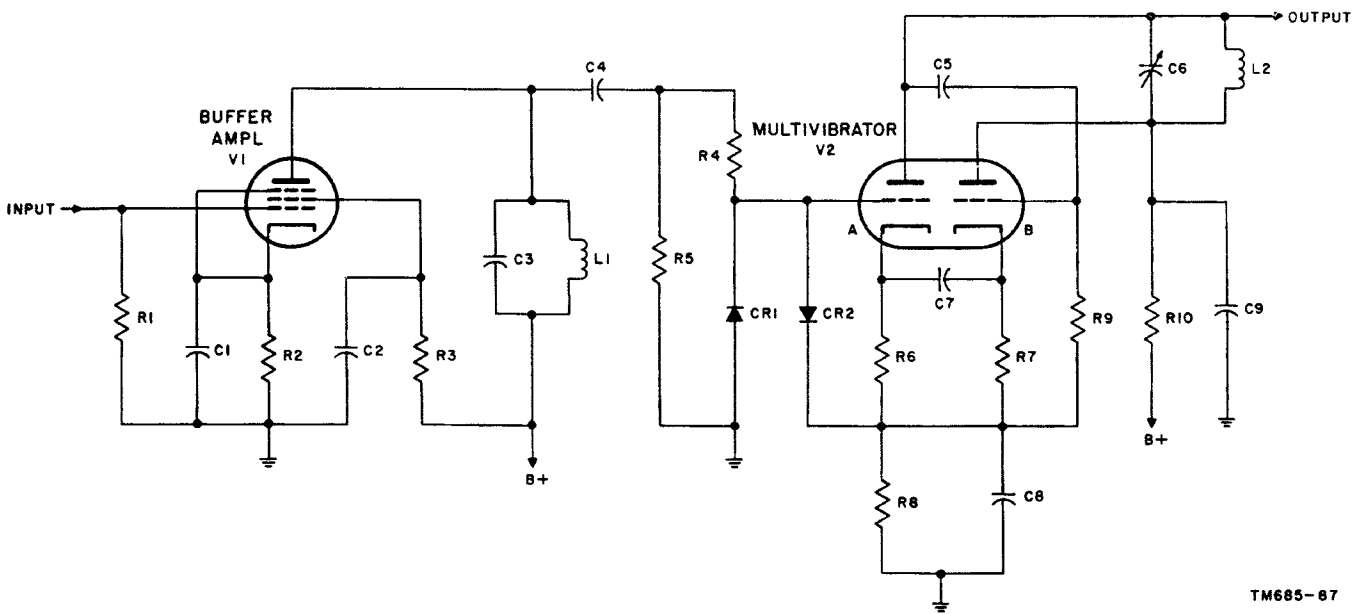 OUTPUT
C4
C5
C6
L2
BUFFER
AMPL
V1
MULTIVIBRATOR
V2
R4
INPUT
A
B
C3
L1
R5
C7
R1
C1
R2
C2
R3
CR1
CR2
R6
R7
R9
R10
C9
B+
B+
R8
C8
TM685-87